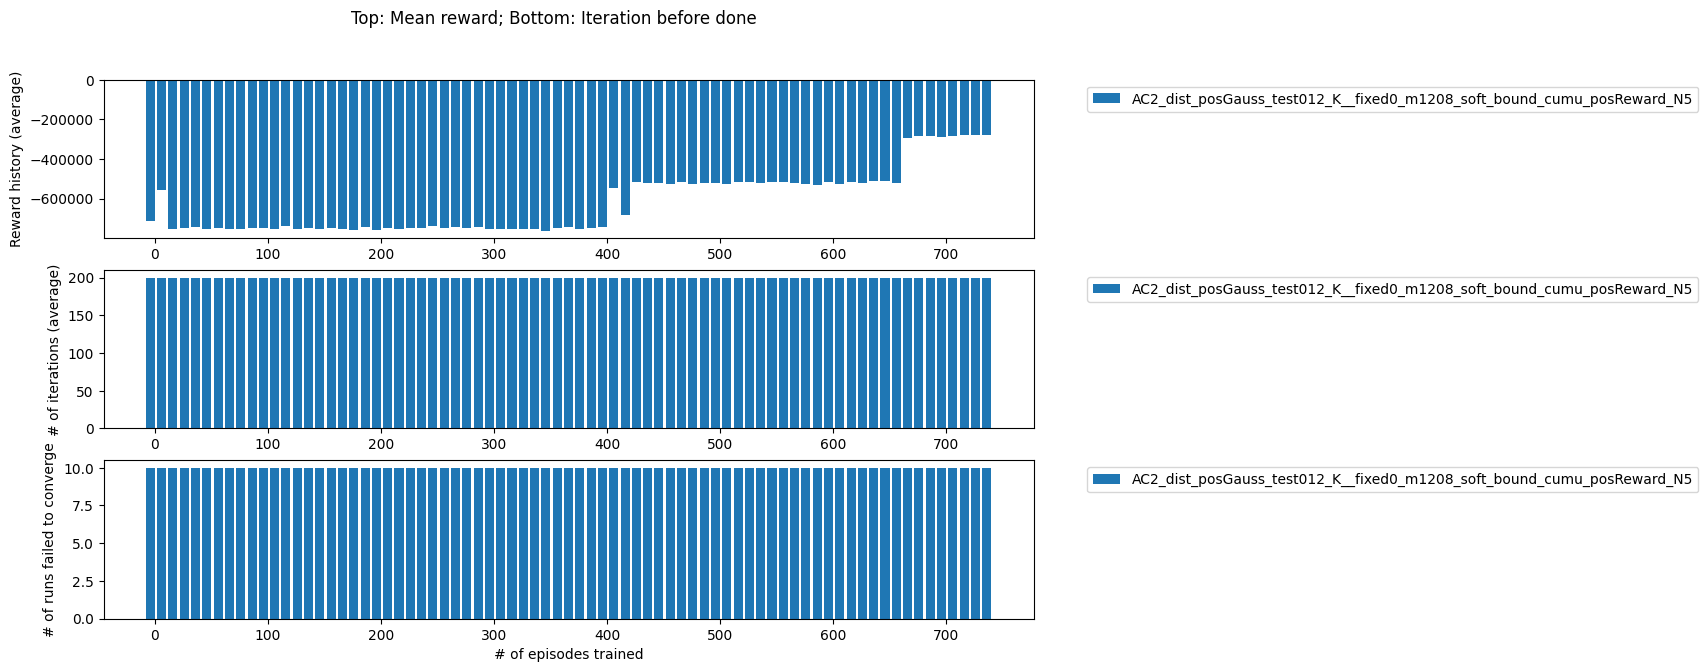 Top: Mean reward; Bottom: Iteration before done
Reward history (average)
0
−200000
−400000
−600000
0 100 200 300 400 500 600 700
AC2_dist_posGauss_test012_K__fixed0_m1208_soft_bound_cumu_posReward_N5
# of iterations (average)
200
150
100
50
0
0 100 200 300 400 500 600 700
AC2_dist_posGauss_test012_K__fixed0_m1208_soft_bound_cumu_posReward_N5
# of runs failed to converge
10.0
7.5
5.0
2.5
0.0
0 100 200 300 400 500 600 700
# of episodes trained
AC2_dist_posGauss_test012_K__fixed0_m1208_soft_bound_cumu_posReward_N5